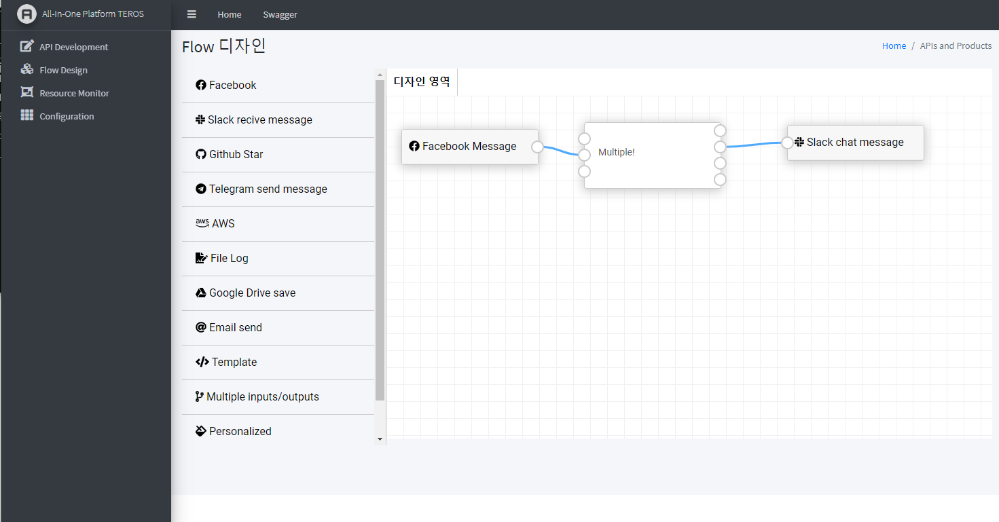 All-In-One Platform TEROS
Home
Swagger
API Development
Flow Design
Resource Monitor
Configuration
Flow 디자인
Home / APIs and Products
Facebook
Slack recive message
Github Star
Telegram send message
aws AWS
File Log
Google Drive save
Email send
Template
Multiple inputs/outputs
Personalized
디자인 영역
Facebook Message
Multiple!
Slack chat message